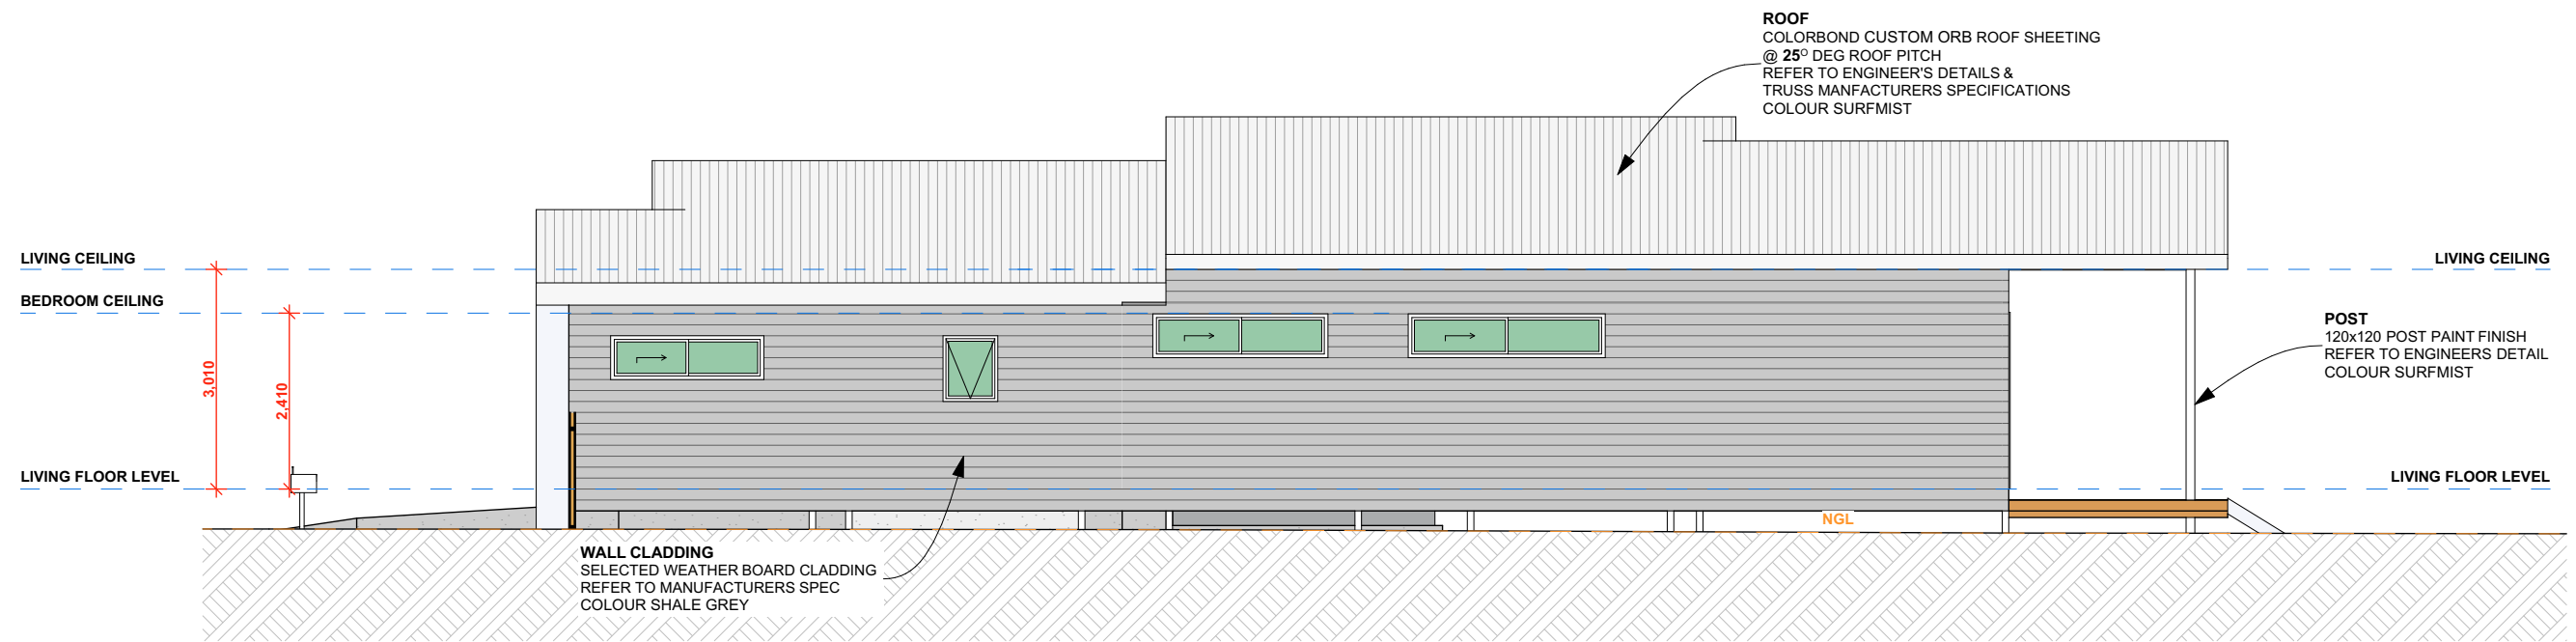 ROOF
COLORBOND CUSTOM ORB ROOF SHEETING
@ 25° DEG ROOF PITCH
REFER TO ENGINEER'S DETAILS &
TRUSS MANFACTURERS SPECIFICATIONS
COLOUR SURFMIST
LIVING CEILING
LIVING CEILING
BEDROOM CEILING
POST
120x120 POST PAINT FINISH
REFER TO ENGINEERS DETAIL
COLOUR SURFMIST
3,010
2,410
LIVING FLOOR LEVEL
LIVING FLOOR LEVEL
NGL
WALL CLADDING
SELECTED WEATHER BOARD CLADDING
REFER TO MANUFACTURERS SPEC
COLOUR SHALE GREY